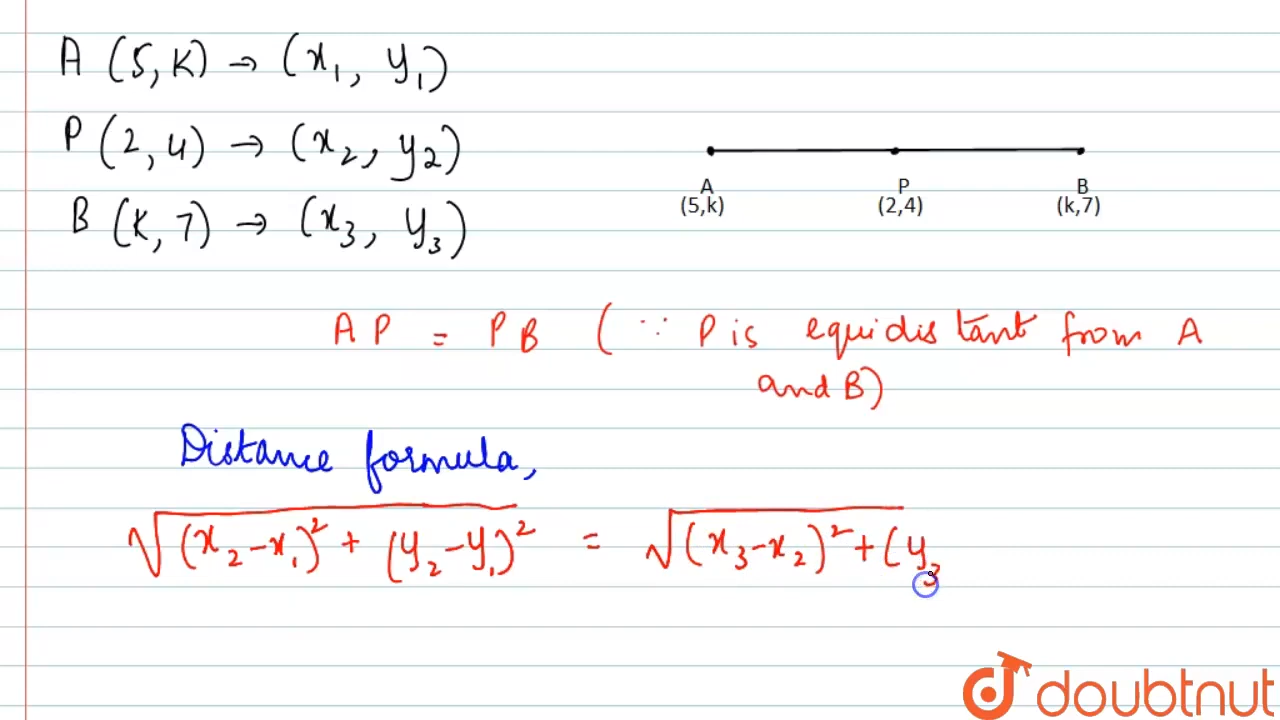 A (5, K) → (x₁, y₁)
P (2, 4) → (x₂, y₂)
B (K, 7) → (x₃, y₃)
A P B
(5,k) (2,4) (k,7)
AP = PB (∵ P is equidistant from A
and B)
Distance formula,
√(x₂-x₁)² + (y₂-y₁)² = √(x₃-x₂)² + (y₃
doubtnut